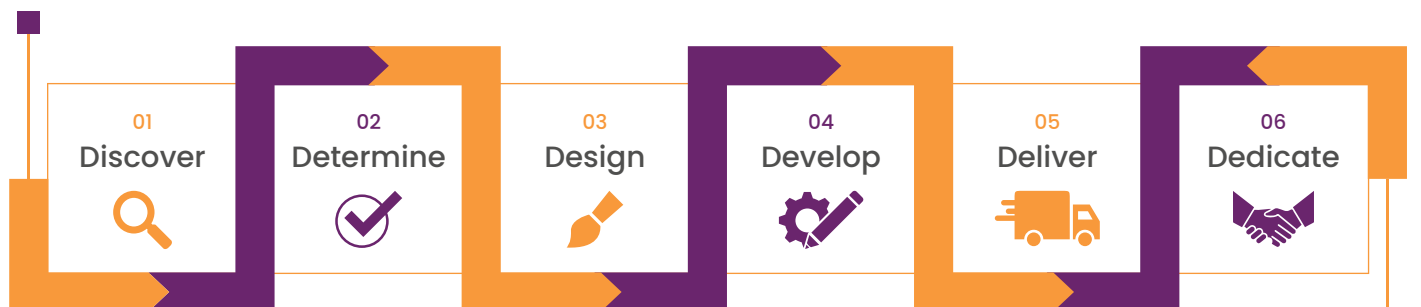 01
Discover
02
Determine
03
Design
04
Develop
05
Deliver
06
Dedicate